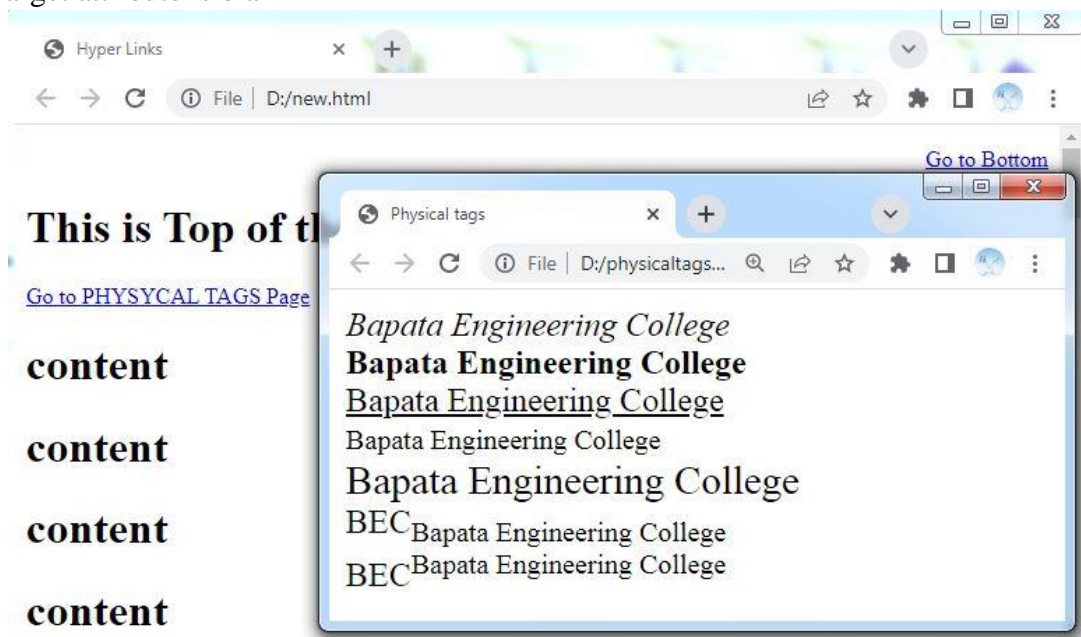 Hyper Links
File D:/new.html
Go to Bottom
This is Top of t
Go to PHYSYCAL TAGS Page
content
content
content
content
Physical tags
File D:/physicaltags...
Bapata Engineering College
Bapata Engineering College
Bapata Engineering College
Bapata Engineering College
Bapata Engineering College
BECBapata Engineering College
BECBapata Engineering College